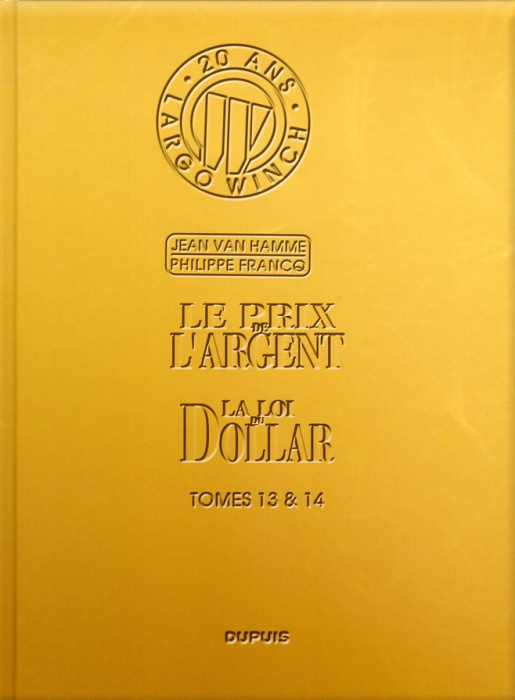 20 ANS
LARGO WINCH
W
JEAN VAN HAMME
PHILIPPE FRANCQ
LE PRIX
DE
L'ARGENT
LA LOI
DU
DOLLAR
TOMES 13 & 14
DUPUIS